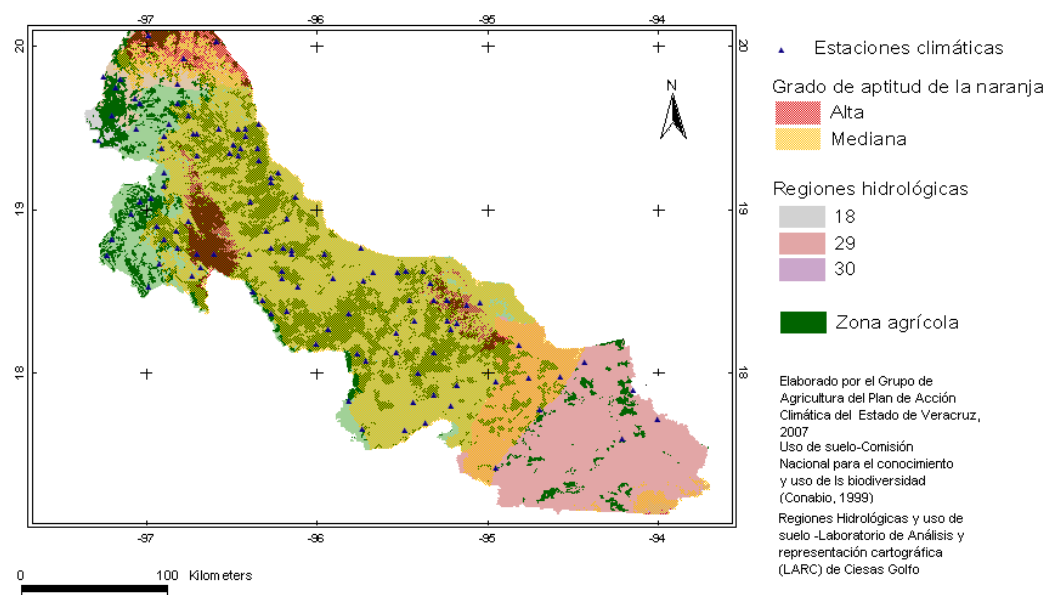 -97 -96 -95 -94
20 20
19 19
18 18
-97 -96 -95 -94
N
0 100 Kilometers
Estaciones climáticas
Grado de aptitud de la naranja
Alta
Mediana
Regiones hidrológicas
18
29
30
Zona agrícola
Elaborado por el Grupo de
Agricultura del Plan de Acción
Climática del Estado de Veracruz,
2007
Uso de suelo-Comisión
Nacional para el conocimiento
y uso de ls biodiversidad
(Conabio, 1999)
Regiones Hidrológicas y uso de
suelo -Laboratorio de Análisis y
representación cartográfica
(LARC) de Ciesas Golfo